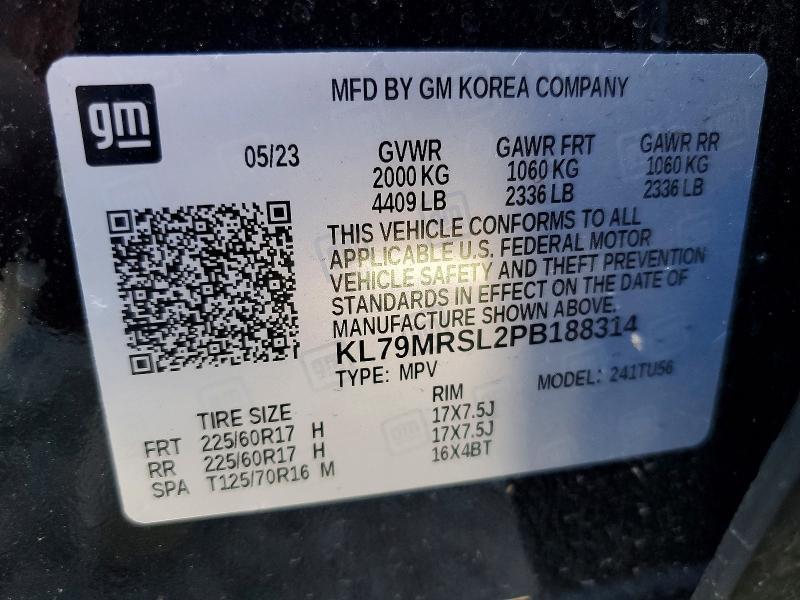 gm
MFD BY GM KOREA COMPANY
05/23
GVWR GAWR FRT GAWR RR
2000 KG 1060 KG 1060 KG
4409 LB 2336 LB 2336 LB
THIS VEHICLE CONFORMS TO ALL
APPLICABLE U.S. FEDERAL MOTOR
VEHICLE SAFETY AND THEFT PREVENTION
STANDARDS IN EFFECT ON THE DATE OF
MANUFACTURE SHOWN ABOVE.
KL79MRSL2PB188314
TYPE: MPV MODEL: 241TU56
TIRE SIZE RIM
FRT 225/60R17 H 17X7.5J
RR 225/60R17 H 17X7.5J
SPA T125/70R16 M 16X4BT